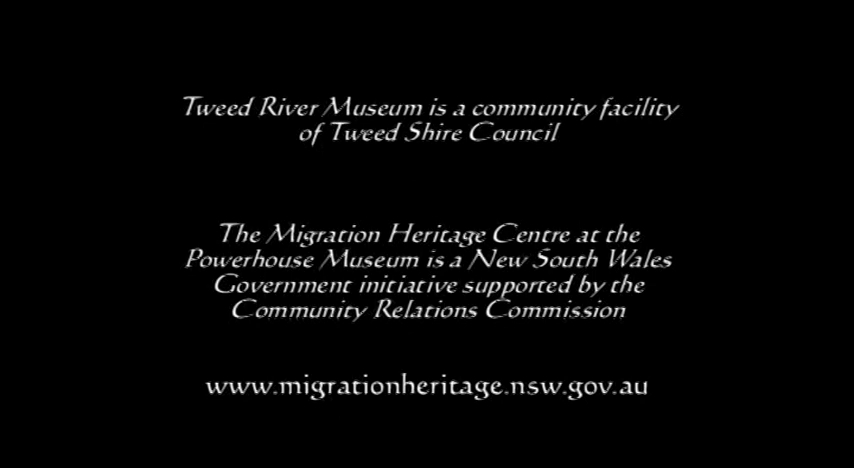 Tweed River Museum is a community facility
of Tweed Shire Council
The Migration Heritage Centre at the
Powerhouse Museum is a New South Wales
Government initiative supported by the
Community Relations Commission
www.migrationheritage.nsw.gov.au